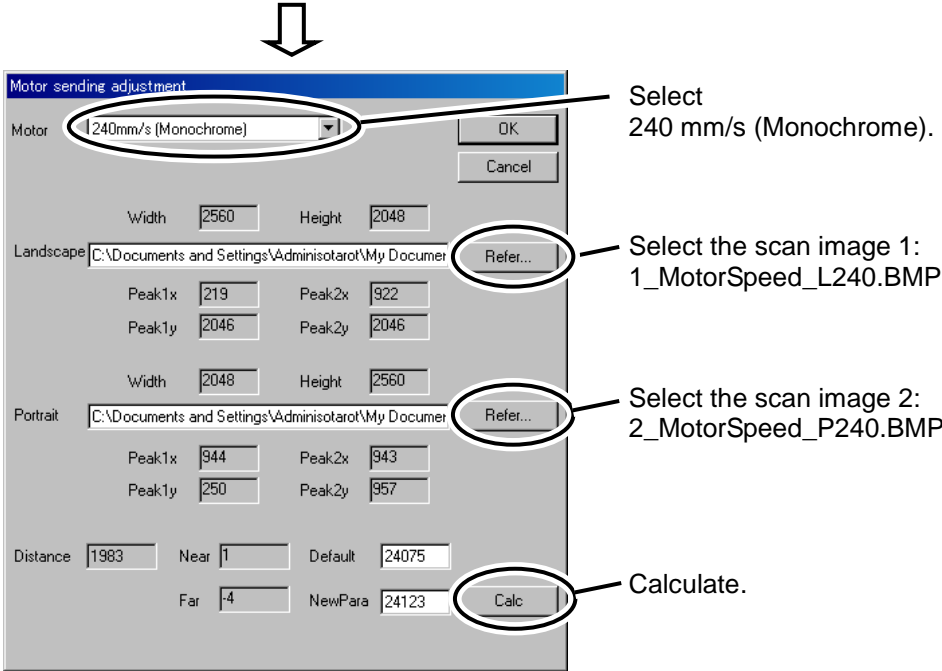 Motor sending adjustment
Select
240 mm/s (Monochrome).
Motor 240mm/s (Monochrome) OK
Cancel
Width 2560 Height 2048
Landscape C:\Documents and Settings\Adminisotarot\My Documer Refer...
Select the scan image 1:
1_MotorSpeed_L240.BMP
Peak1x 219 Peak2x 922
Peak1y 2046 Peak2y 2046
Width 2048 Height 2560
Portrait C:\Documents and Settings\Adminisotarot\My Documer Refer...
Select the scan image 2:
2_MotorSpeed_P240.BMP
Peak1x 944 Peak2x 943
Peak1y 250 Peak2y 957
Distance 1983 Near 1 Default 24075
Far -4 NewPara 24123 Calc
Calculate.